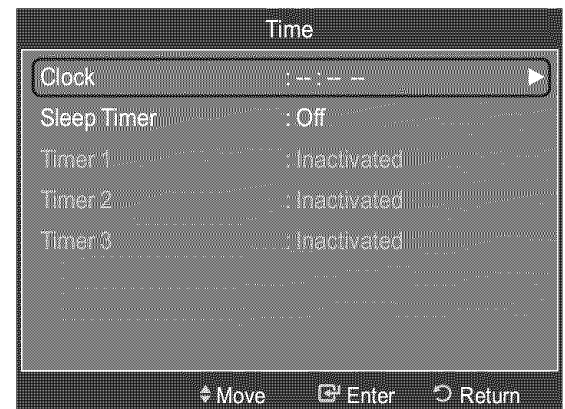 Time
Clock : -- : -- --
Sleep Timer : Off
Timer 1 : Inactivated
Timer 2 : Inactivated
Timer 3 : Inactivated
Move Enter Return